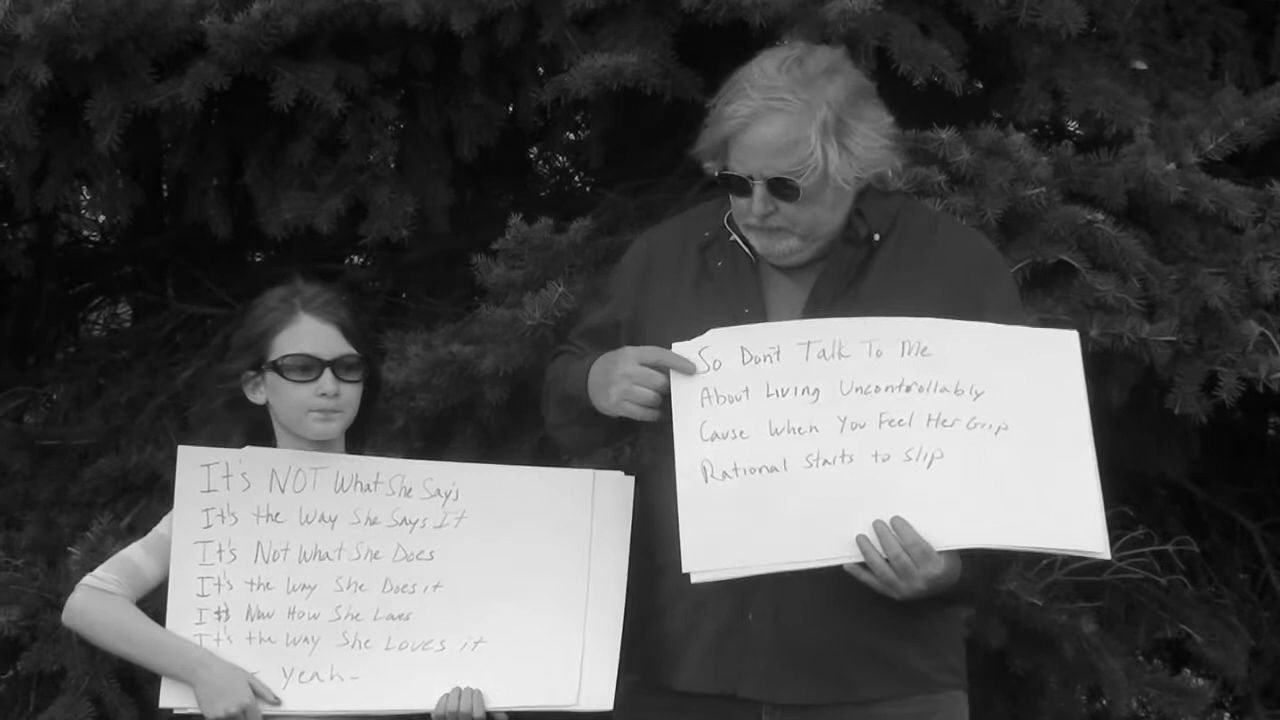 It's NOT What She Say's
It's the Way She Says It
It's Not What She Does
It's the Way She Does it
How She Loves
It's the Way She Loves it
- yeah -
So Don't Talk To Me
About Living Uncontrollably
Cause When You Feel Her Grip
Rational Starts to Slip